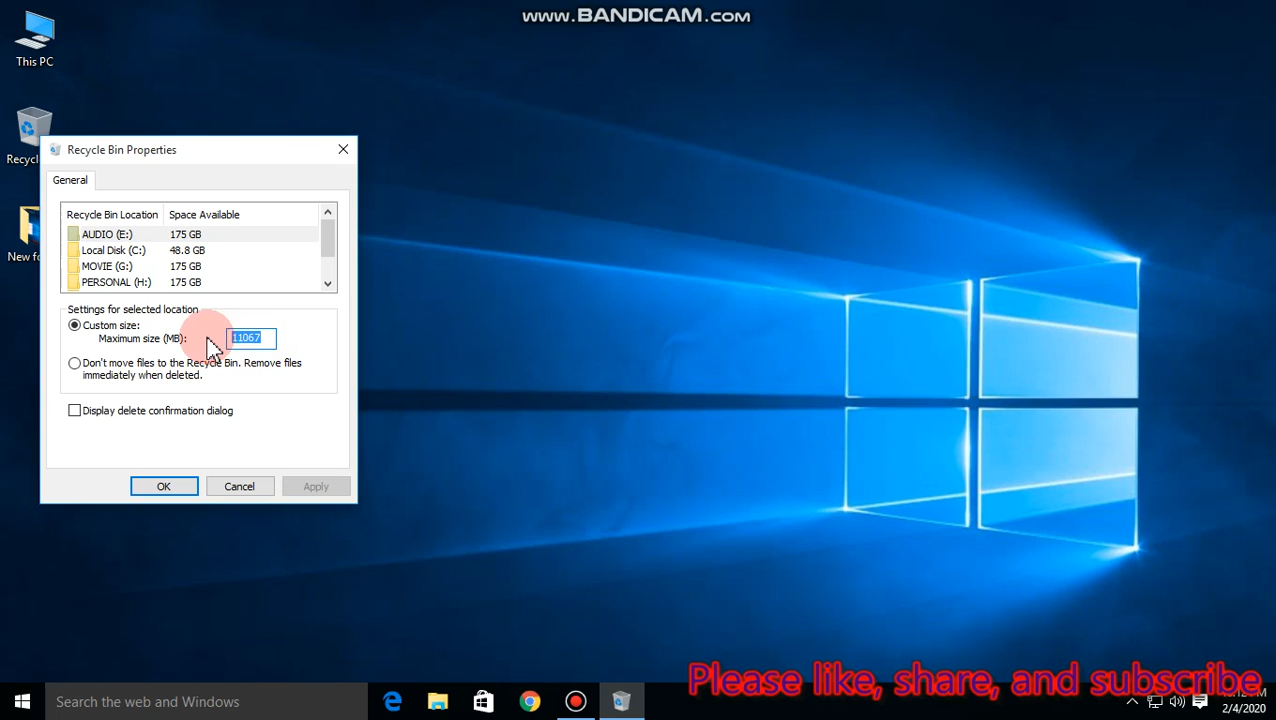 www.BANDICAM.com
This PC
Recycle Bin Properties
General
Recycle Bin Location Space Available
AUDIO (E:) 175 GB
Local Disk (C:) 48.8 GB
MOVIE (G:) 175 GB
PERSONAL (H:) 175 GB
Settings for selected location
Custom size:
Maximum size (MB): 11067
Don't move files to the Recycle Bin. Remove files
immediately when deleted.
Display delete confirmation dialog
OK Cancel Apply
Please like, share, and subscribe
Search the web and Windows
2/4/2020